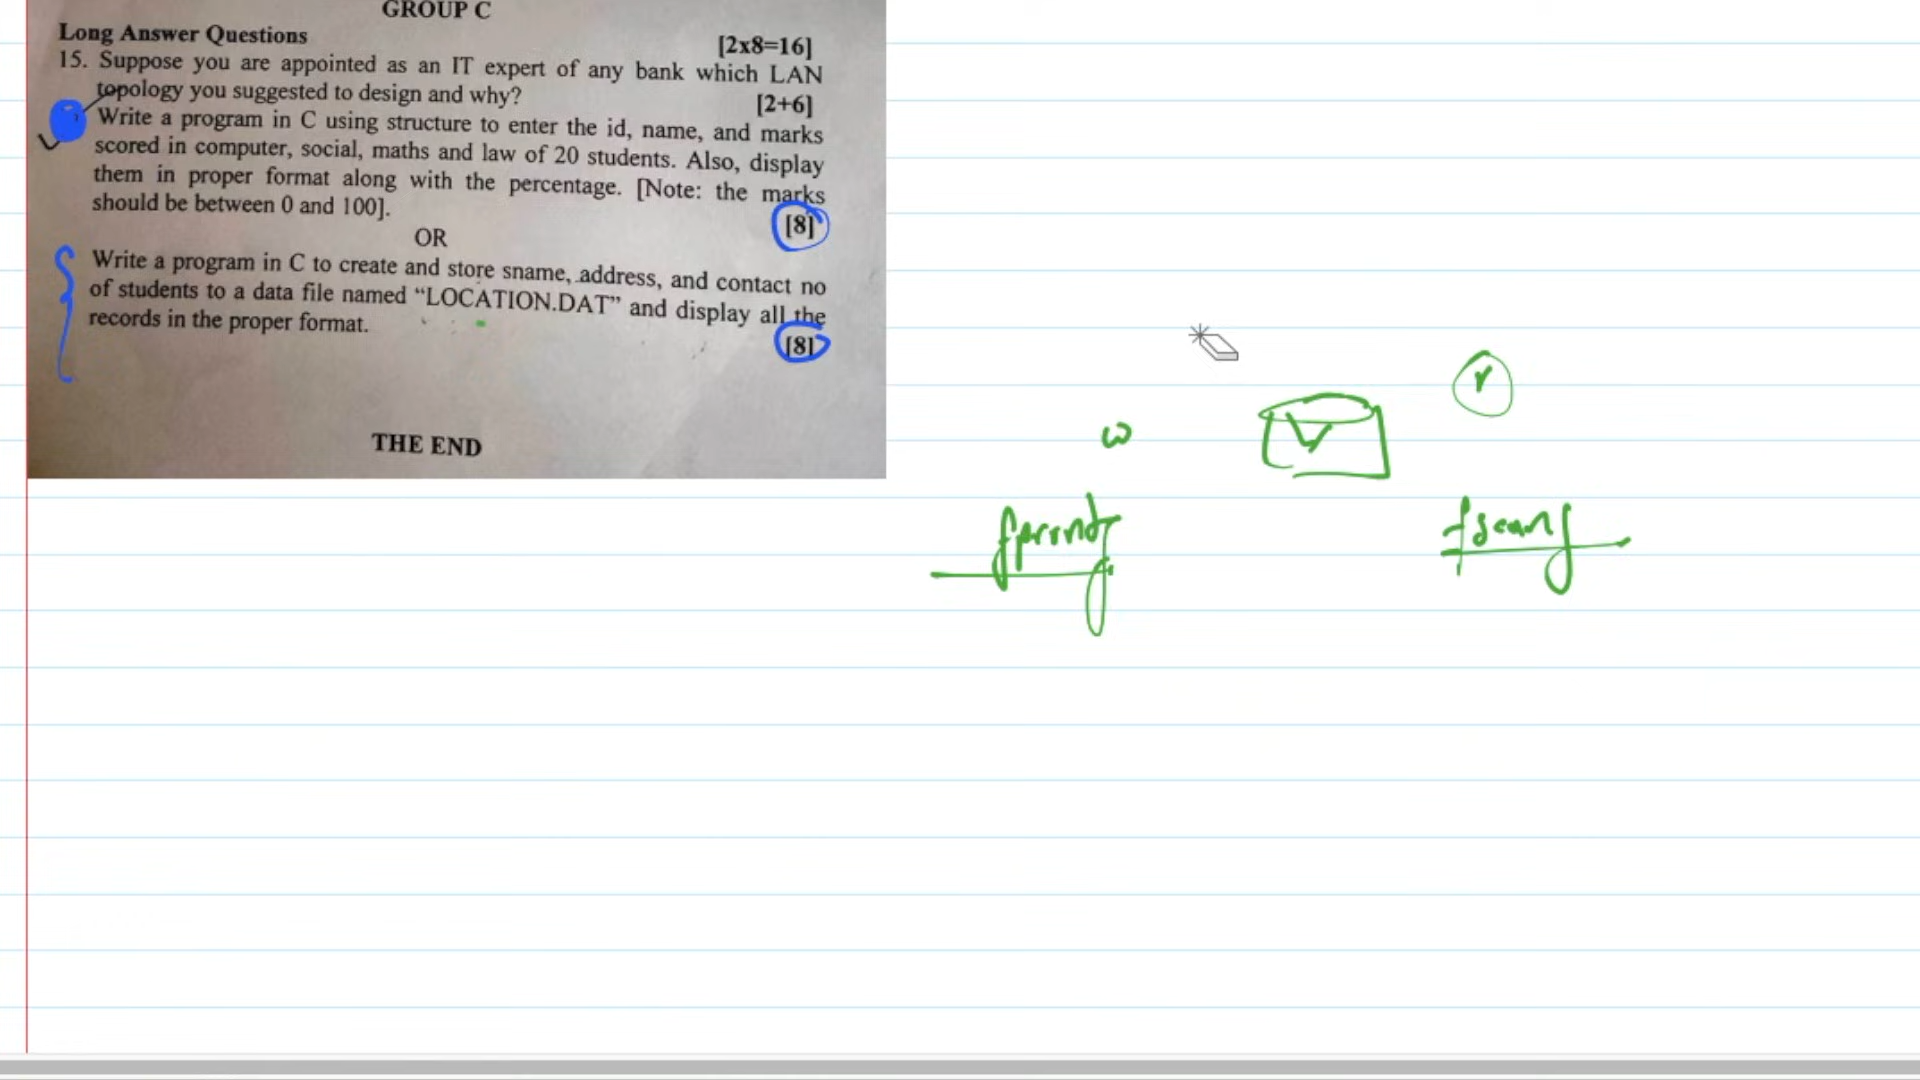 GROUP C
Long Answer Questions
[2x8=16]
15. Suppose you are appointed as an IT expert of any bank which LAN
topology you suggested to design and why?
[2+6]
Write a program in C using structure to enter the id, name, and marks
scored in computer, social, maths and law of 20 students. Also, display
them in proper format along with the percentage. [Note: the marks
should be between 0 and 100].
[8]
OR
Write a program in C to create and store sname, address, and contact no
of students to a data file named “LOCATION.DAT” and display all the
records in the proper format.
[8]
THE END
r
w
fprintf
fscanf